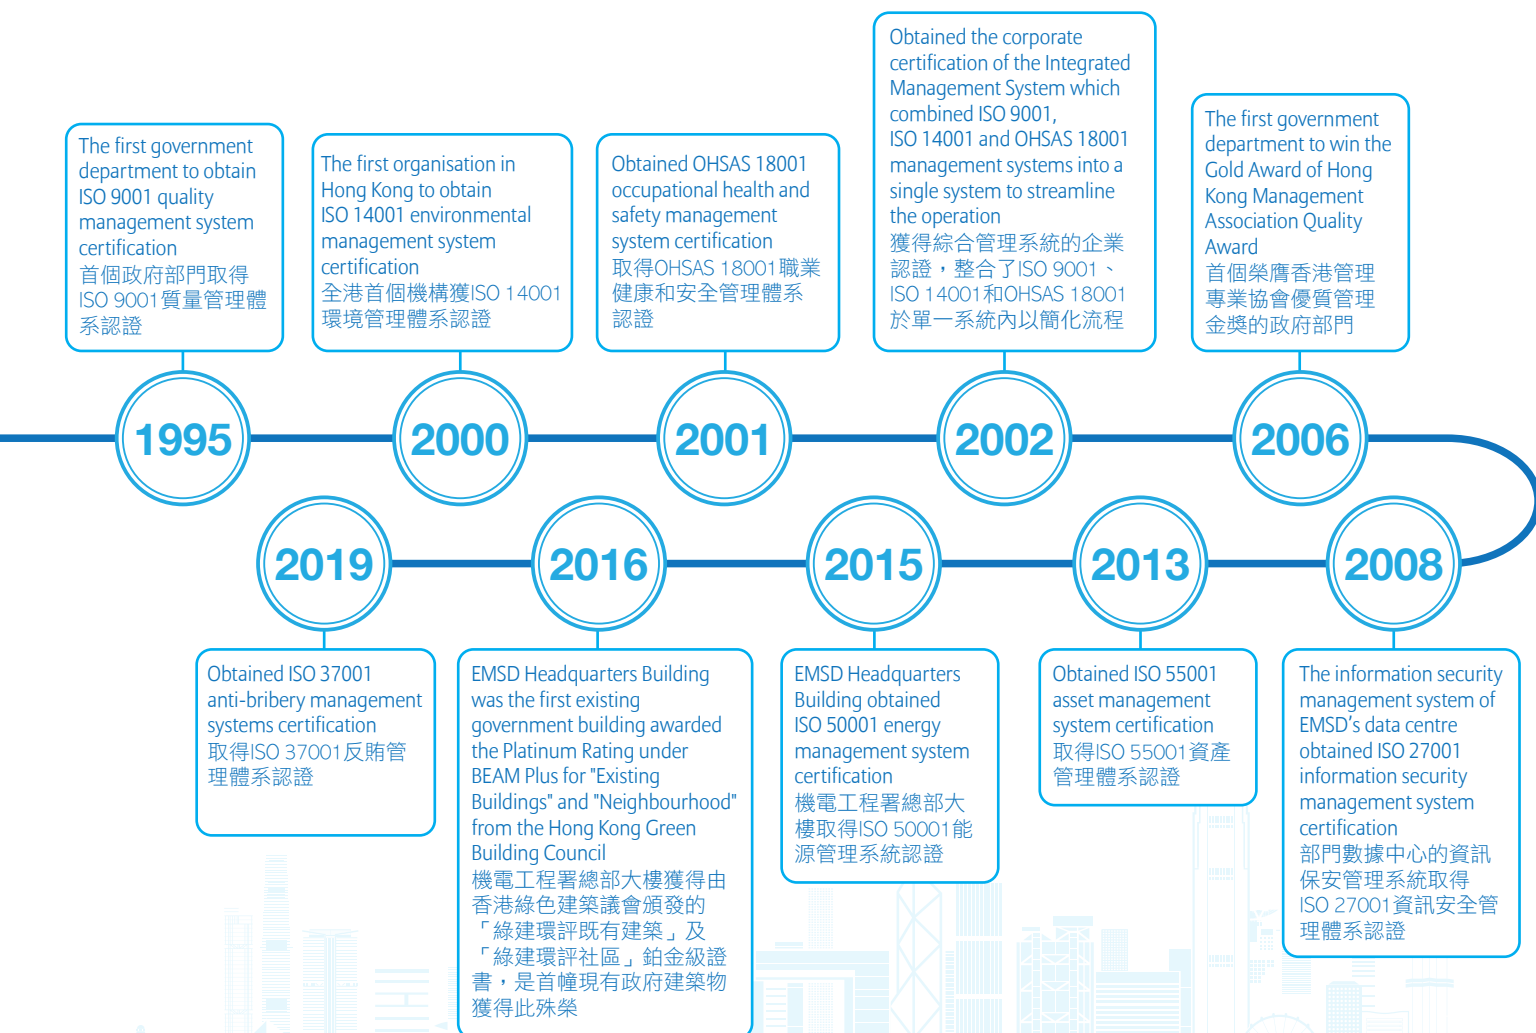 The first government
department to obtain
ISO 9001 quality
management system
certification
首個政府部門取得
ISO 9001質量管理體
系認證
1995
The first organisation in
Hong Kong to obtain
ISO 14001 environmental
management system
certification
全港首個機構獲ISO 14001
環境管理體系認證
2000
Obtained OHSAS 18001
occupational health and
safety management
system certification
取得OHSAS 18001職業
健康和安全管理體系
認證
2001
Obtained the corporate
certification of the Integrated
Management System which
combined ISO 9001,
ISO 14001 and OHSAS 18001
management systems into a
single system to streamline
the operation
獲得綜合管理系統的企業
認證，整合了ISO 9001、
ISO 14001和OHSAS 18001
於單一系統內以簡化流程
2002
The first government
department to win the
Gold Award of Hong
Kong Management
Association Quality
Award
首個榮膺香港管理
專業協會優質管理
金獎的政府部門
2006
2008
The information security
management system of
EMSD's data centre
obtained ISO 27001
information security
management system
certification
部門數據中心的資訊
保安管理系統取得
ISO 27001資訊安全管
理體系認證
2013
Obtained ISO 55001
asset management
system certification
取得ISO 55001資產
管理體系認證
2015
EMSD Headquarters
Building obtained
ISO 50001 energy
management system
certification
機電工程署總部大
樓取得ISO 50001能
源管理系統認證
2016
EMSD Headquarters Building
was the first existing
government building awarded
the Platinum Rating under
BEAM Plus for "Existing
Buildings" and "Neighbourhood"
from the Hong Kong Green
Building Council
機電工程署總部大樓獲得由
香港綠色建築議會頒發的
「綠建環評既有建築」及
「綠建環評社區」鉑金級證
書，是首幢現有政府建築物
獲得此殊榮
2019
Obtained ISO 37001
anti-bribery management
systems certification
取得ISO 37001反賄管
理體系認證